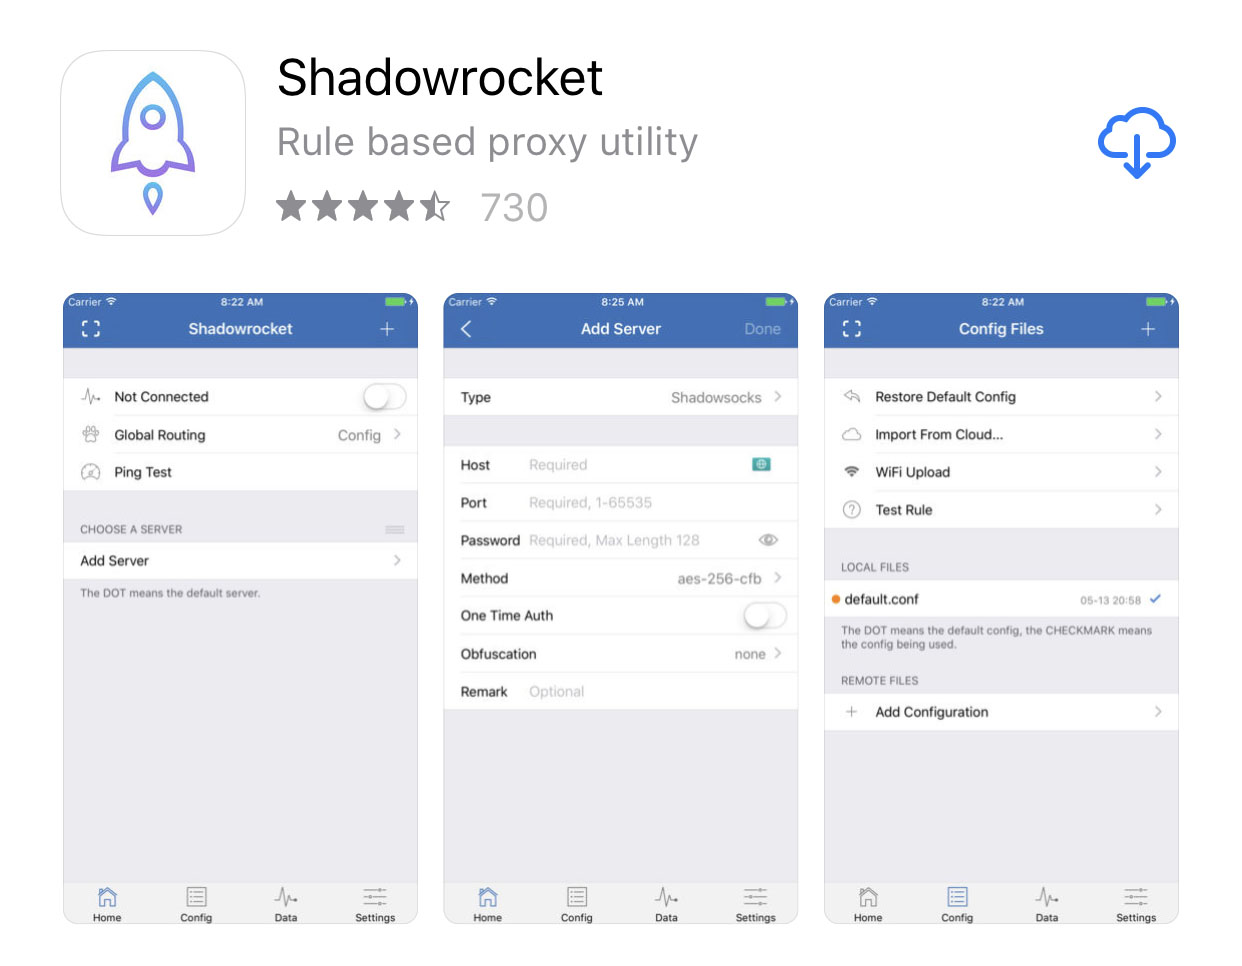 Shadowrocket
Rule based proxy utility
730
Carrier 8:22 AM
Shadowrocket
Not Connected
Global Routing Config
Ping Test
CHOOSE A SERVER
Add Server
The DOT means the default server.
Home Config Data Settings
Carrier 8:25 AM
Add Server Done
Type Shadowsocks
Host Required
Port Required, 1-65535
Password Required, Max Length 128
Method aes-256-cfb
One Time Auth
Obfuscation none
Remark Optional
Home Config Data Settings
Carrier 8:22 AM
Config Files
Restore Default Config
Import From Cloud...
WiFi Upload
Test Rule
LOCAL FILES
default.conf 05-13 20:58
The DOT means the default config, the CHECKMARK means
the config being used.
REMOTE FILES
Add Configuration
Home Config Data Settings